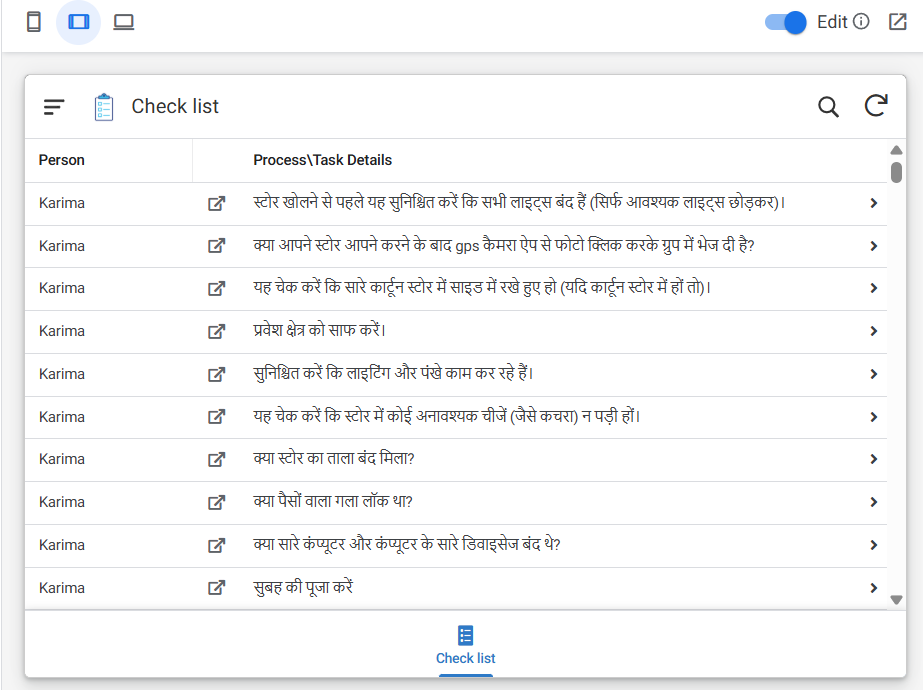 Edit
Check list
Person Process\Task Details
Karima स्टोर खोलने से पहले यह सुनिश्चित करें कि सभी लाइट्स बंद हैं (सिर्फ आवश्यक लाइट्स छोड़कर)।
Karima क्या आपने स्टोर आपने करने के बाद gps कैमरा ऐप से फोटो क्लिक करके ग्रुप में भेज दी है?
Karima यह चेक करें कि सारे कार्टून स्टोर में साइड में रखे हुए हो (यदि कार्टून स्टोर में हों तो)।
Karima प्रवेश क्षेत्र को साफ करें।
Karima सुनिश्चित करें कि लाइटिंग और पंखे काम कर रहे हैं।
Karima यह चेक करें कि स्टोर में कोई अनावश्यक चीजें (जैसे कचरा) न पड़ी हों।
Karima क्या स्टोर का ताला बंद मिला?
Karima क्या पैसों वाला गला लॉक था?
Karima क्या सारे कंप्यूटर और कंप्यूटर के सारे डिवाइसेज बंद थे?
Karima सुबह की पूजा करें
Check list